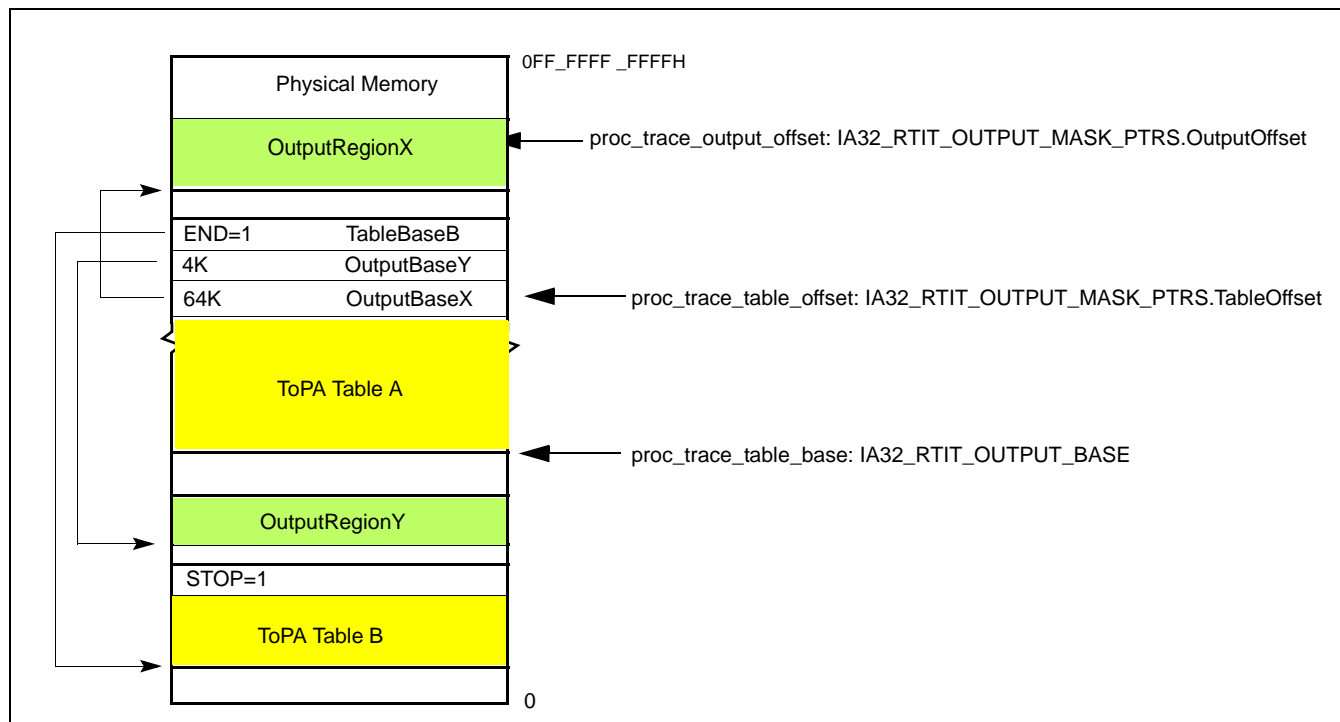 0FF_FFFF _FFFFH
Physical Memory
OutputRegionX
proc_trace_output_offset: IA32_RTIT_OUTPUT_MASK_PTRS.OutputOffset
END=1 TableBaseB
4K OutputBaseY
64K OutputBaseX
proc_trace_table_offset: IA32_RTIT_OUTPUT_MASK_PTRS.TableOffset
ToPA Table A
proc_trace_table_base: IA32_RTIT_OUTPUT_BASE
OutputRegionY
STOP=1
ToPA Table B
0